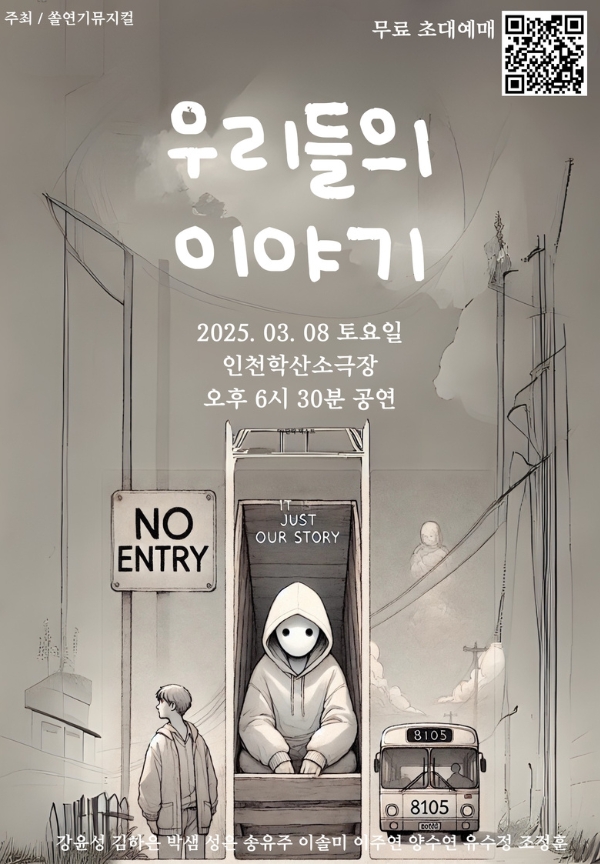 주최 / 쏠연기뮤지컬
무료 초대예매
우리들의
이야기
2025. 03. 08 토요일
인천학산소극장
오후 6시 30분 공연
NO
ENTRY
IT IS
JUST
OUR STORY
8105
8105
강윤성 김하은 박샘 성은 송유주 이솔미 이주연 양수연 유수정 조정훈